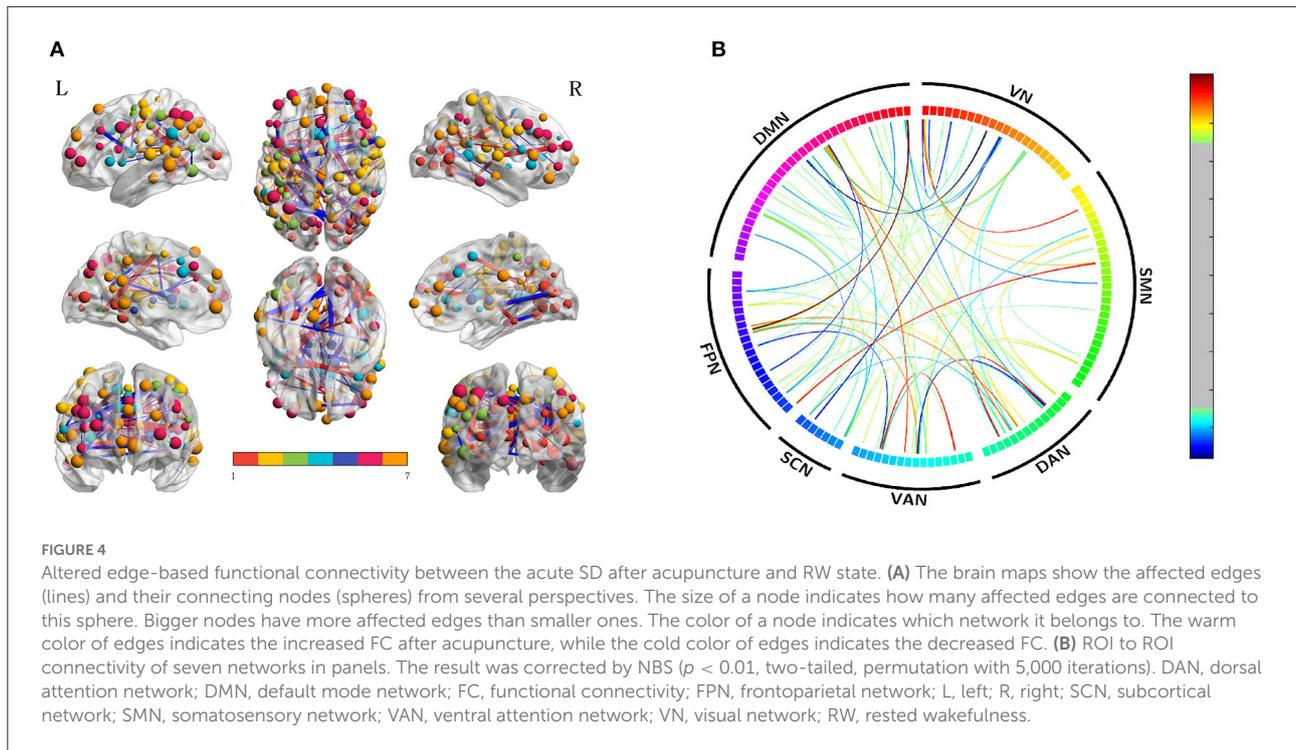 A
B
L
R
1
7
DMN
VN
SMN
FPN
SCN
VAN
DAN
FIGURE 4
Altered edge-based functional connectivity between the acute SD after acupuncture and RW state. (A) The brain maps show the affected edges
(lines) and their connecting nodes (spheres) from several perspectives. The size of a node indicates how many affected edges are connected to
this sphere. Bigger nodes have more affected edges than smaller ones. The color of a node indicates which network it belongs to. The warm
color of edges indicates the increased FC after acupuncture, while the cold color of edges indicates the decreased FC. (B) ROI to ROI
connectivity of seven networks in panels. The result was corrected by NBS (p < 0.01, two-tailed, permutation with 5,000 iterations). DAN, dorsal
attention network; DMN, default mode network; FC, functional connectivity; FPN, frontoparietal network; L, left; R, right; SCN, subcortical
network; SMN, somatosensory network; VAN, ventral attention network; VN, visual network; RW, rested wakefulness.